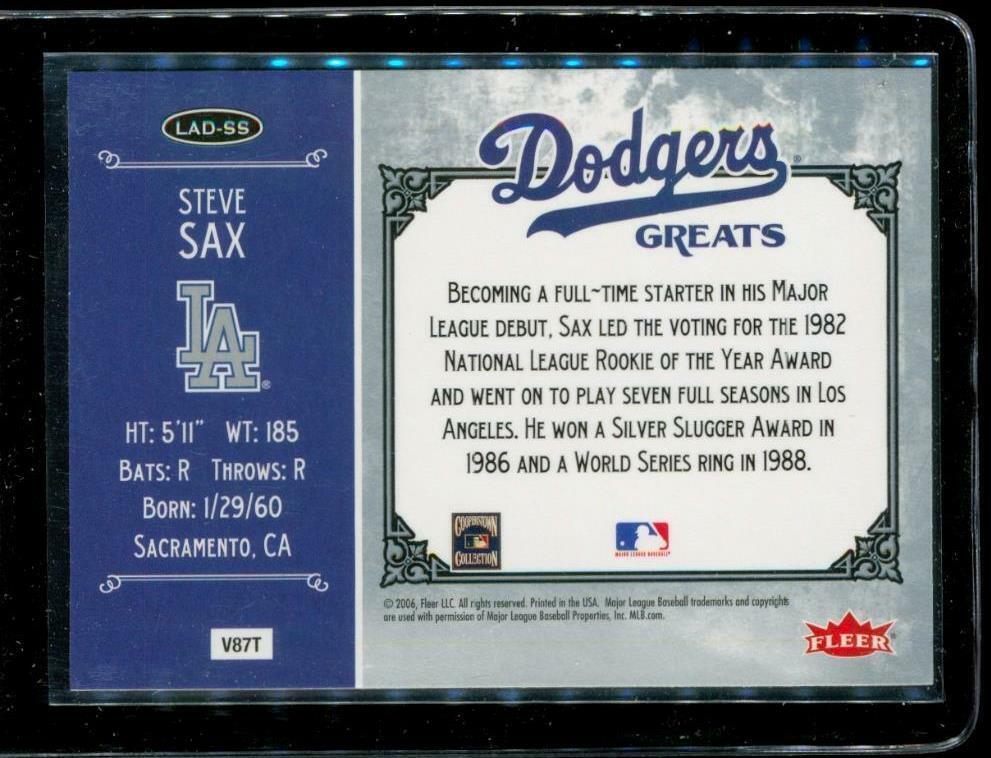 LAD-SS
STEVE
SAX
LA®
HT: 5'11" WT: 185
BATS: R THROWS: R
BORN: 1/29/60
SACRAMENTO, CA
V87T
Dodgers®
GREATS
BECOMING A FULL~TIME STARTER IN HIS MAJOR
LEAGUE DEBUT, SAX LED THE VOTING FOR THE 1982
NATIONAL LEAGUE ROOKIE OF THE YEAR AWARD
AND WENT ON TO PLAY SEVEN FULL SEASONS IN LOS
ANGELES. HE WON A SILVER SLUGGER AWARD IN
1986 AND A WORLD SERIES RING IN 1988.
COOPERSTOWN
COLLECTION
MAJOR LEAGUE BASEBALL®
© 2006, Fleer LLC. All rights reserved. Printed in the USA. Major League Baseball trademarks and copyrights
are used with permission of Major League Baseball Properties, Inc. MLB.com.
FLEER®